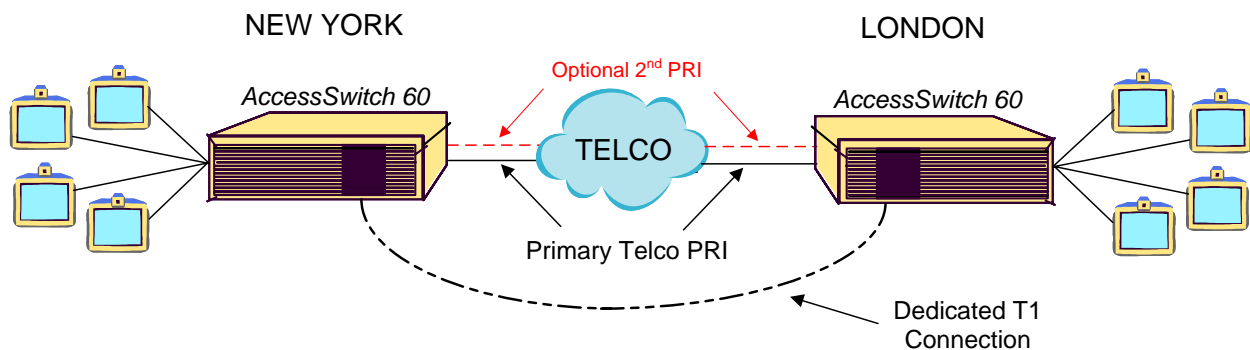 NEW YORK
LONDON
Optional 2nd PRI
AccessSwitch 60
AccessSwitch 60
TELCO
Primary Telco PRI
Dedicated T1
Connection